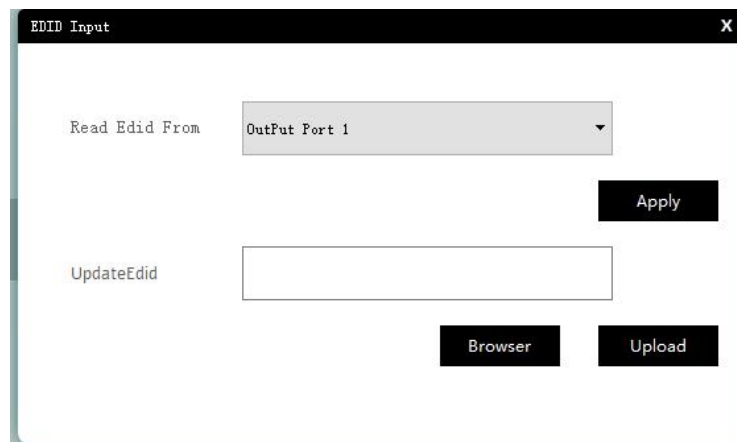 EDID Input X
Read Edid From OutPut Port 1
Apply
UpdateEdid
Browser Upload